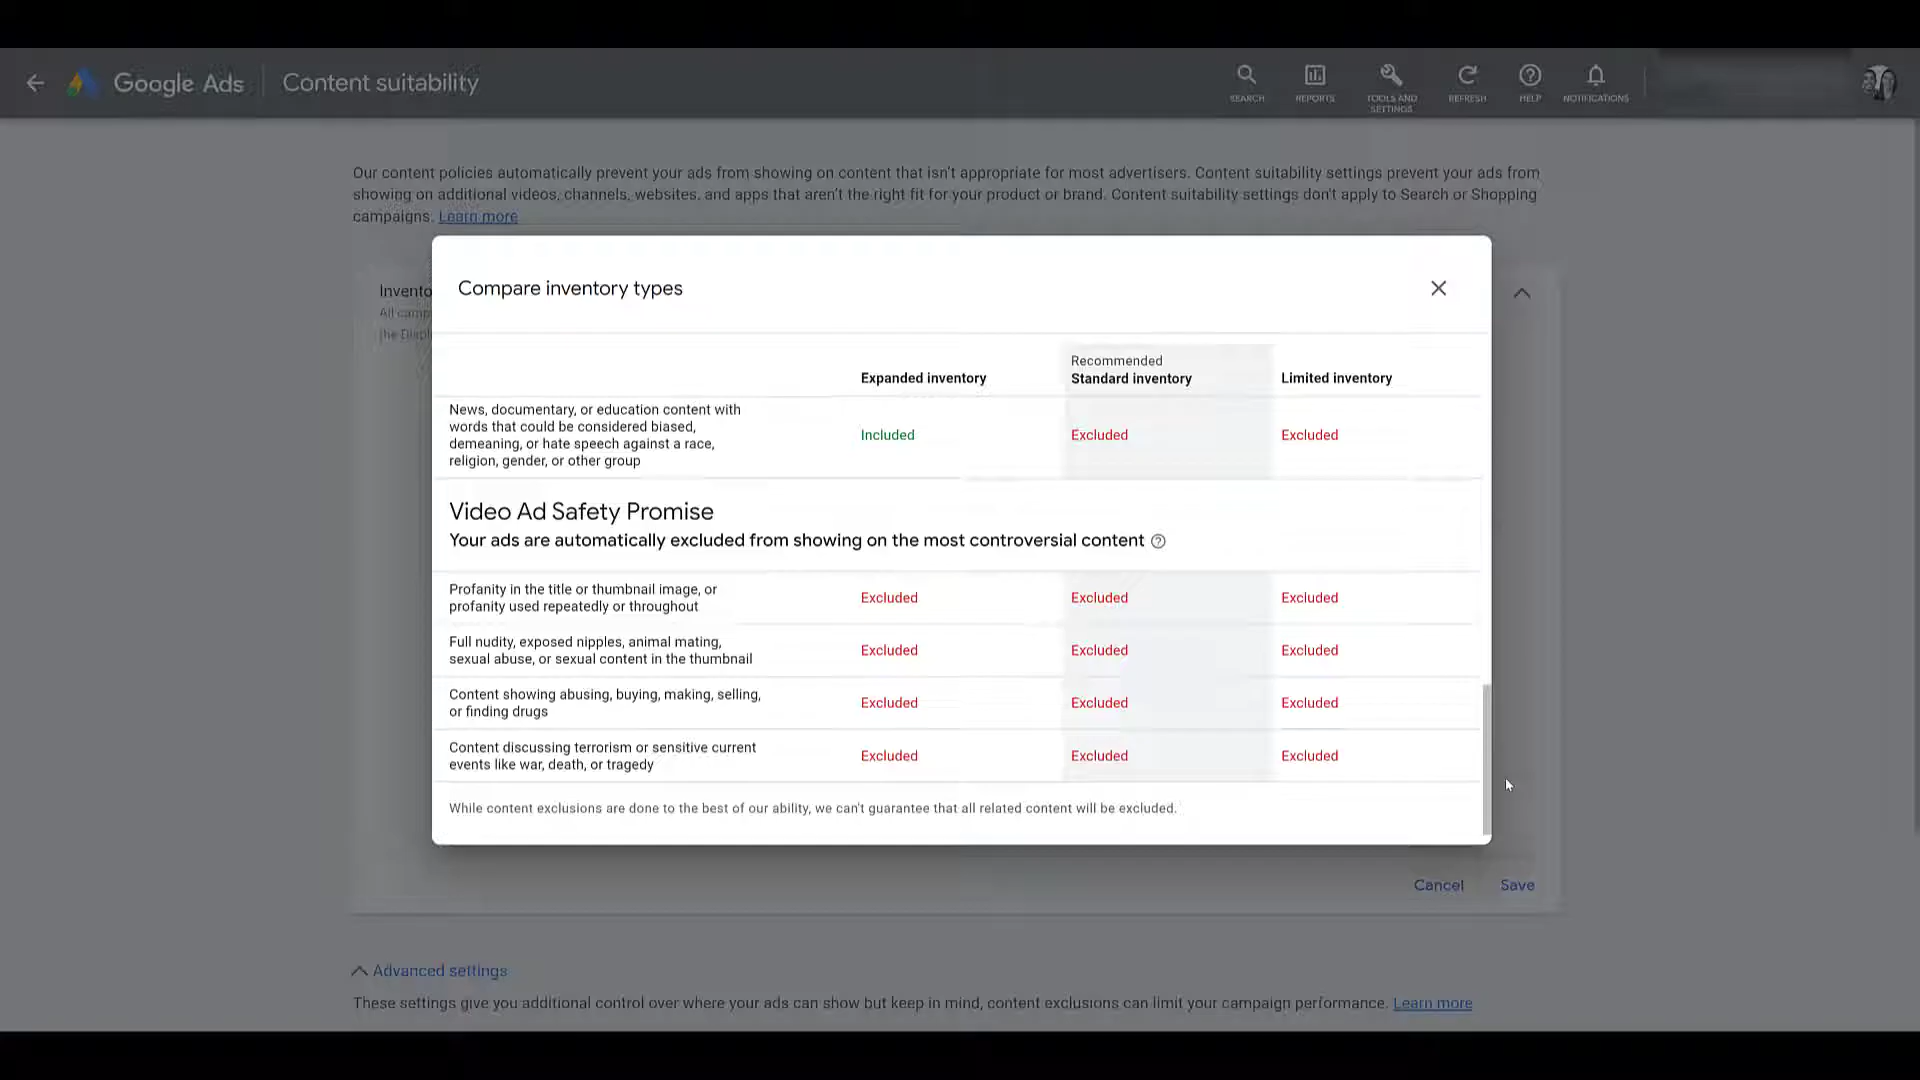 Google Ads
Content suitability
SEARCH
REPORTS
TOOLS AND
SETTINGS
REFRESH
HELP
NOTIFICATIONS
Our content policies automatically prevent your ads from showing on content that isn't appropriate for most advertisers. Content suitability settings prevent your ads from
showing on additional videos, channels, websites, and apps that aren't the right fit for your product or brand. Content suitability settings don't apply to Search or Shopping
campaigns. Learn more
Compare inventory types
Recommended
Expanded inventory Standard inventory Limited inventory
News, documentary, or education content with
words that could be considered biased,
demeaning, or hate speech against a race,
religion, gender, or other group
Included Excluded Excluded
Video Ad Safety Promise
Your ads are automatically excluded from showing on the most controversial content
Profanity in the title or thumbnail image, or
profanity used repeatedly or throughout
Excluded Excluded Excluded
Full nudity, exposed nipples, animal mating,
sexual abuse, or sexual content in the thumbnail
Excluded Excluded Excluded
Content showing abusing, buying, making, selling,
or finding drugs
Excluded Excluded Excluded
Content discussing terrorism or sensitive current
events like war, death, or tragedy
Excluded Excluded Excluded
While content exclusions are done to the best of our ability, we can't guarantee that all related content will be excluded.
Cancel Save
Advanced settings
These settings give you additional control over where your ads can show but keep in mind, content exclusions can limit your campaign performance. Learn more